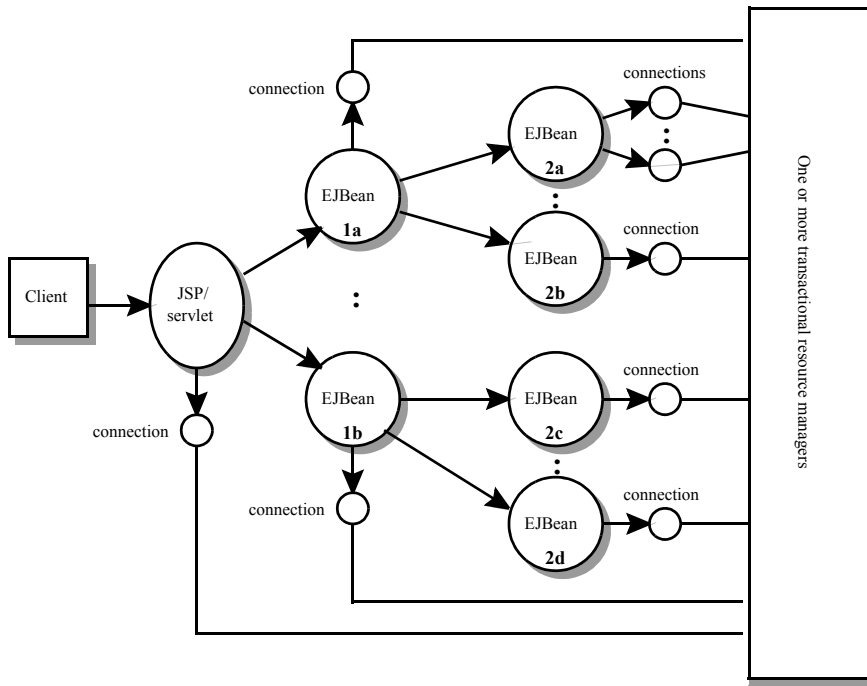 connections
connection
EJBean
2a
EJBean
1a
connection
EJBean
2b
Client
JSP/
servlet
One or more transactional resource managers
connection
EJBean
1b
EJBean
2c
connection
connection
connection
EJBean
2d